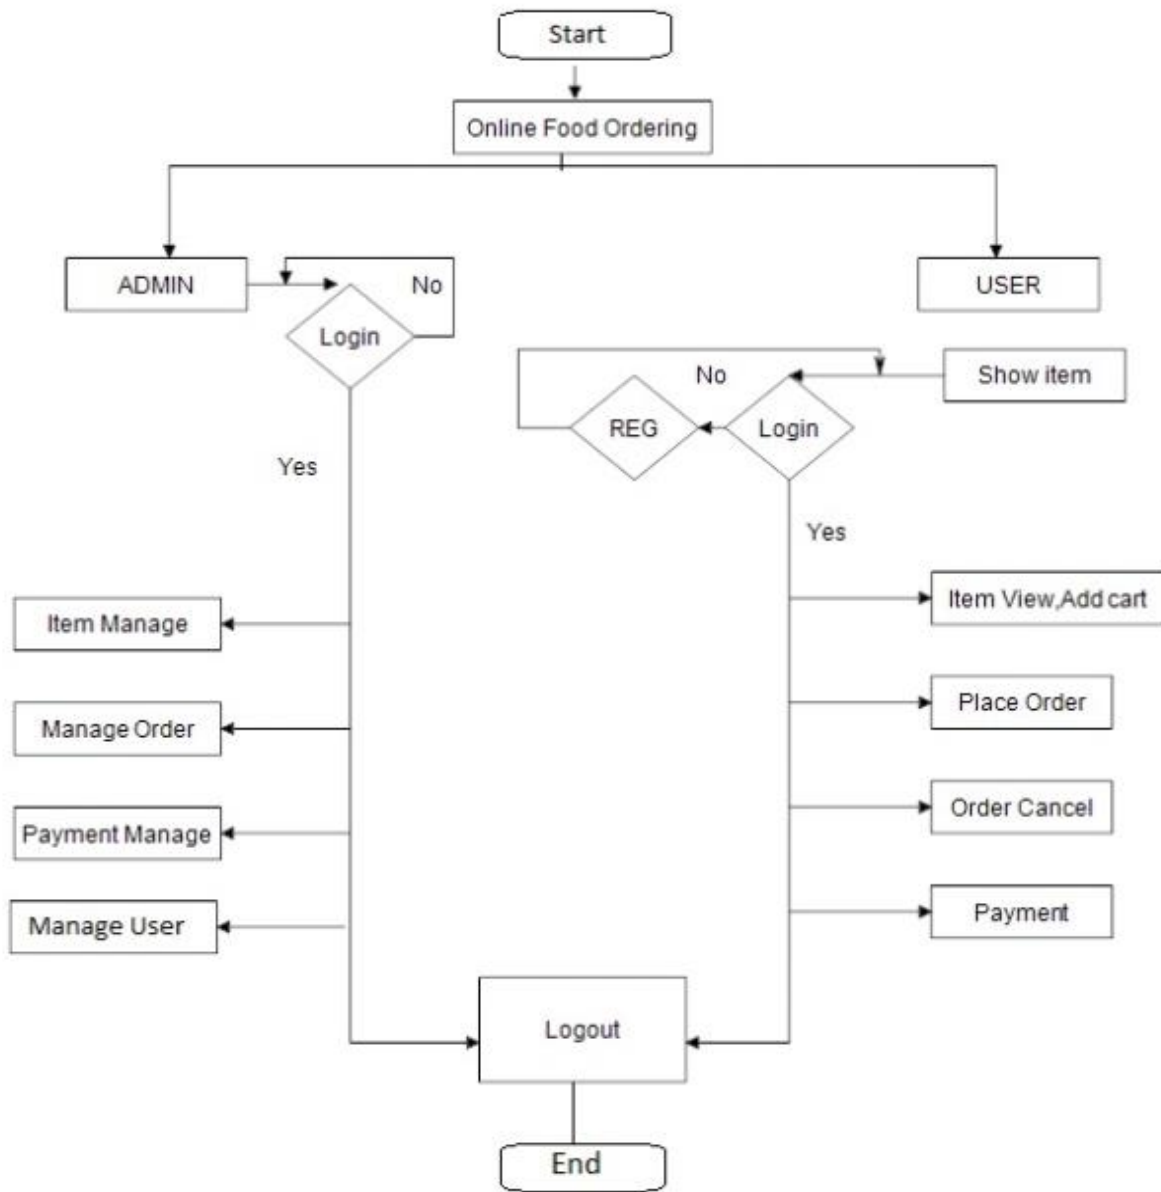 Start
Online Food Ordering
ADMIN
No
USER
Login
Show item
No
REG
Login
Yes
Yes
Item View,Add cart
Item Manage
Place Order
Manage Order
Order Cancel
Payment Manage
Payment
Manage User
Logout
End